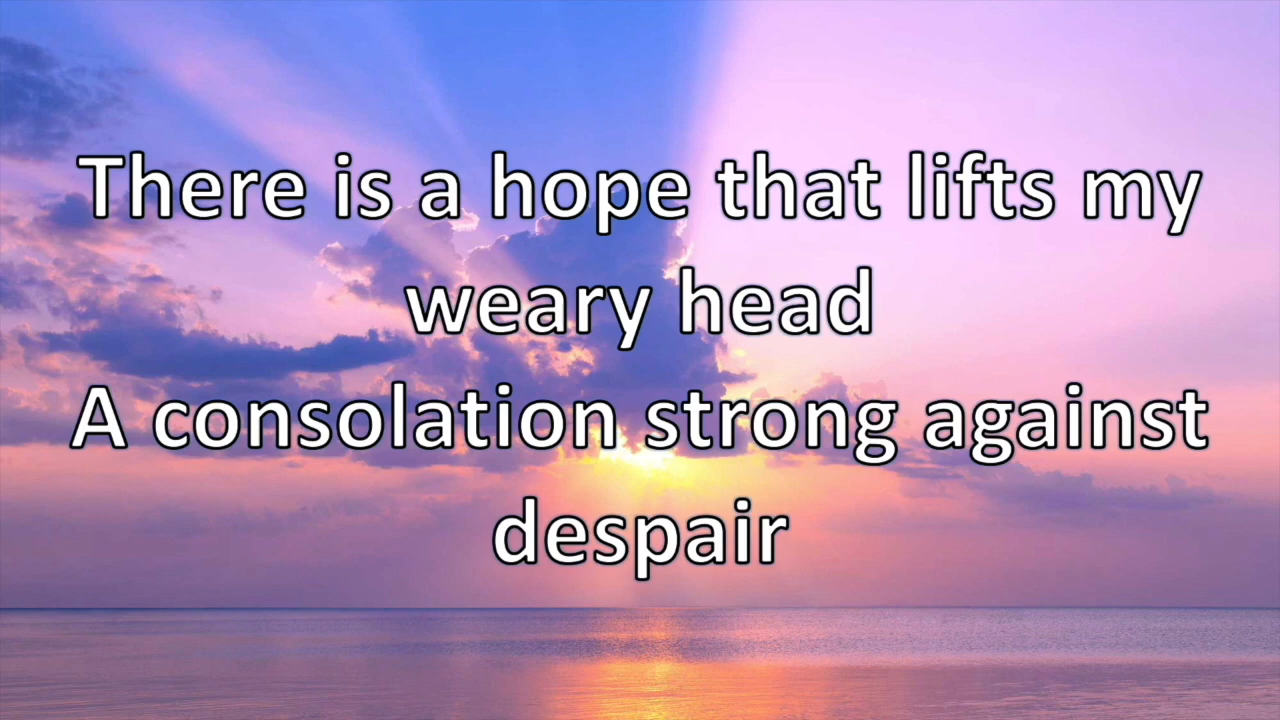 There is a hope that lifts my
weary head
A consolation strong against
despair